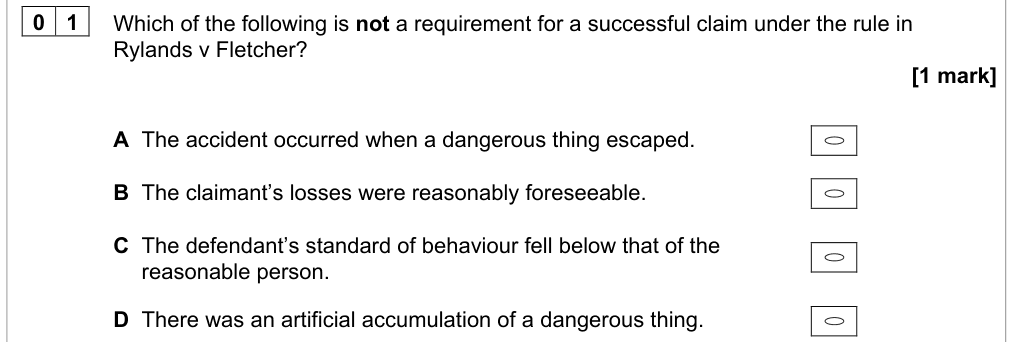 0 1 Which of the following is not a requirement for a successful claim under the rule in
Rylands v Fletcher?
[1 mark]
A The accident occurred when a dangerous thing escaped.
B The claimant’s losses were reasonably foreseeable.
C The defendant’s standard of behaviour fell below that of the
reasonable person.
D There was an artificial accumulation of a dangerous thing.